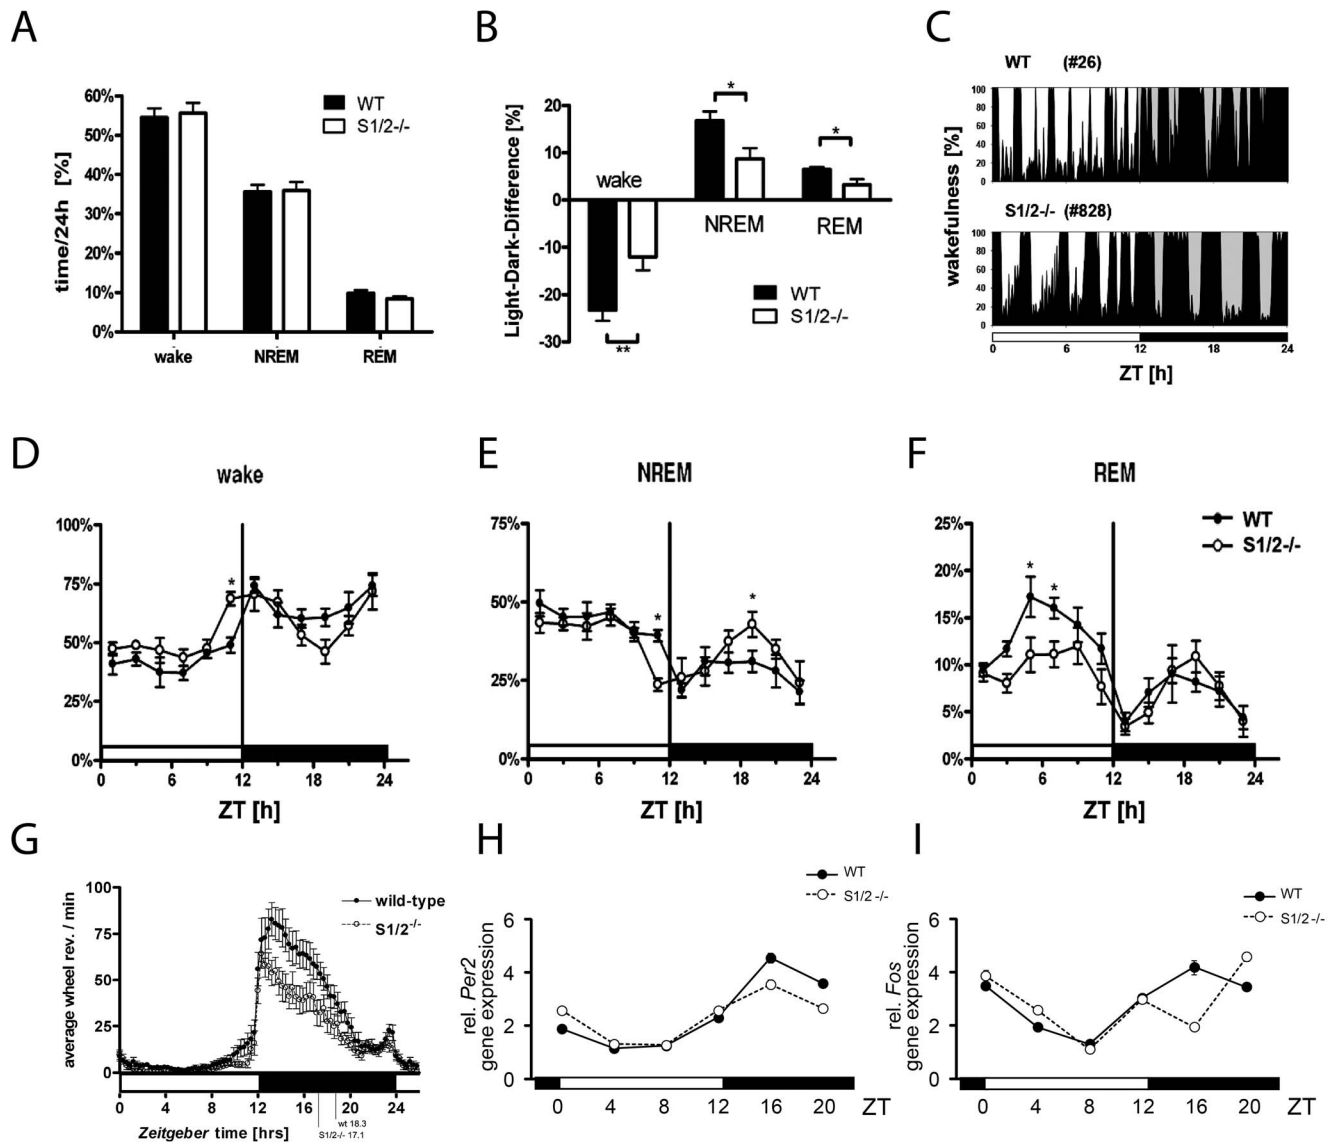 A
60%
50%
40%
30%
20%
10%
0%
time/24h [%]
WT
S1/2-/-
wake NREM REM
B
20
10
0
-10
-20
-30
Light-Dark-Difference [%]
wake
NREM
REM
*
*
**
WT
S1/2-/-
C
WT (#26)
100
80
60
40
20
0
S1/2-/- (#828)
100
80
60
40
20
0
wakefulness [%]
0 6 12 18 24
ZT [h]
D
wake
100%
75%
50%
25%
0%
*
0 6 12 18 24
ZT [h]
E
NREM
75%
50%
25%
0%
*
*
0 6 12 18 24
ZT [h]
F
REM
25%
20%
15%
10%
5%
0%
*
*
WT
S1/2-/-
0 6 12 18 24
ZT [h]
G
100
75
50
25
0
average wheel rev. / min
wild-type
S1/2-/-
0 4 8 12 16 20 24
wt 18.3
S1/2-/- 17.1
Zeitgeber time [hrs]
H
WT
S1/2 -/-
6
4
2
0
rel. Per2
gene expression
0 4 8 12 16 20 ZT
I
WT
S1/2 -/-
6
4
2
0
rel. Fos
gene expression
0 4 8 12 16 20 ZT